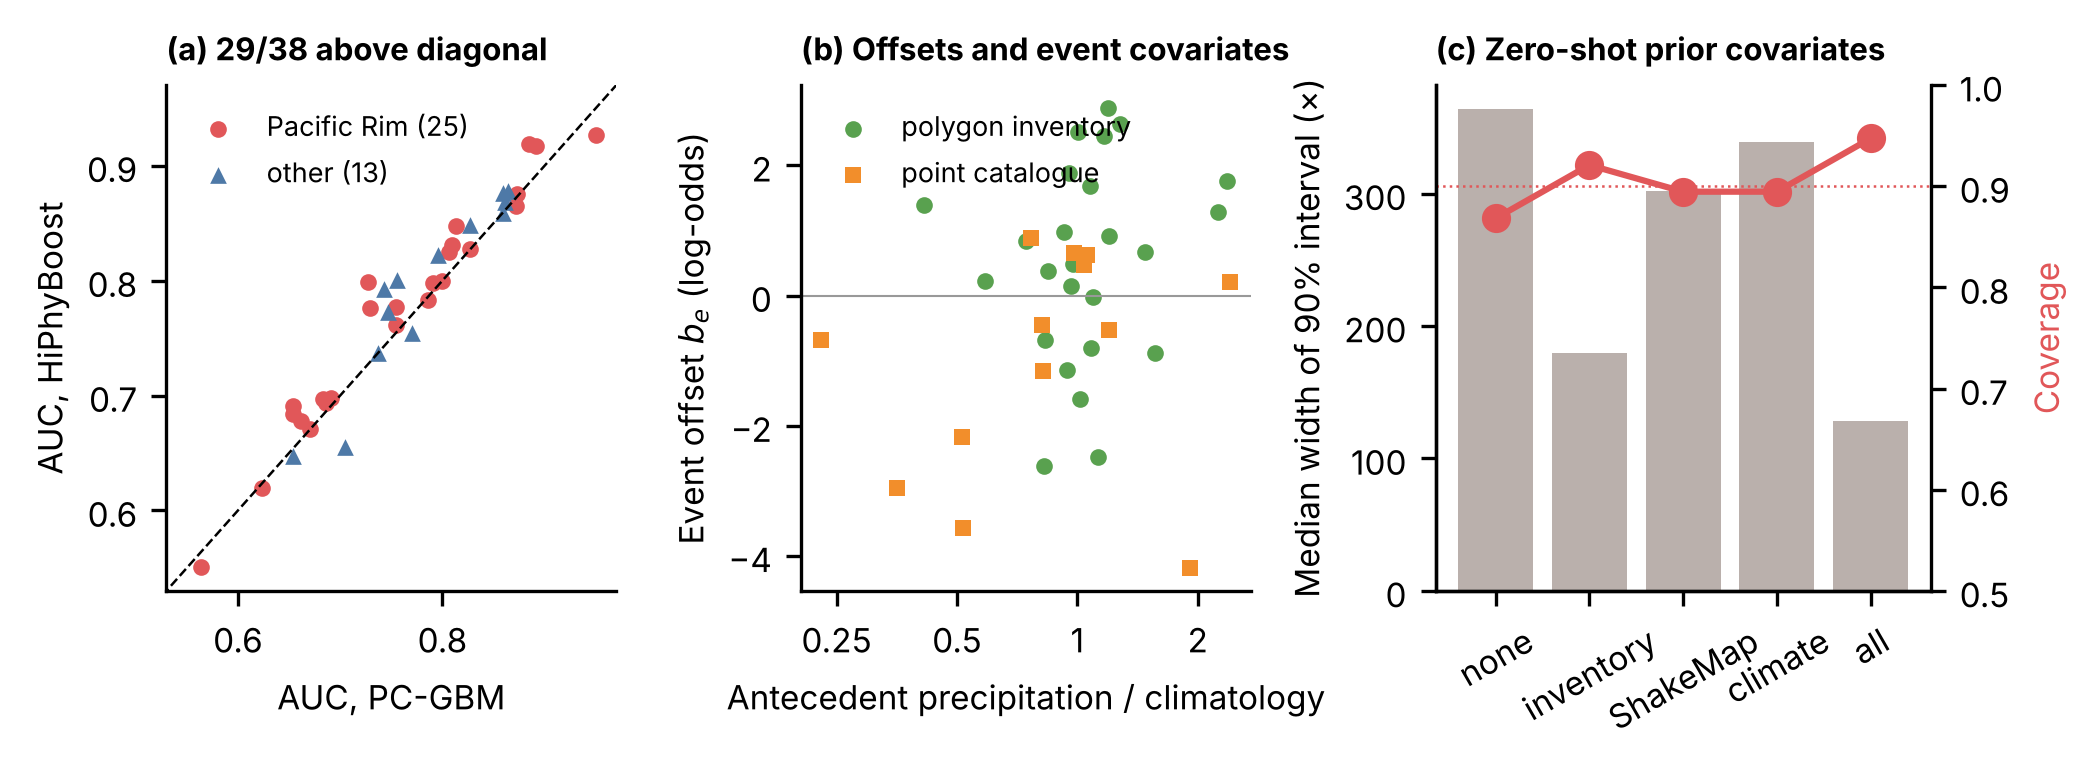 (a) 29/38 above diagonal
Pacific Rim (25)
other (13)
AUC, HiPhyBoost
0.9
0.8
0.7
0.6
0.6
0.8
AUC, PC-GBM
(b) Offsets and event covariates
polygon inventory
point catalogue
Event offset be (log-odds)
2
0
−2
−4
0.25
0.5
1
2
Antecedent precipitation / climatology
(c) Zero-shot prior covariates
Median width of 90% interval (×)
300
200
100
0
none
inventory
ShakeMap
climate
all
1.0
0.9
0.8
0.7
0.6
0.5
Coverage